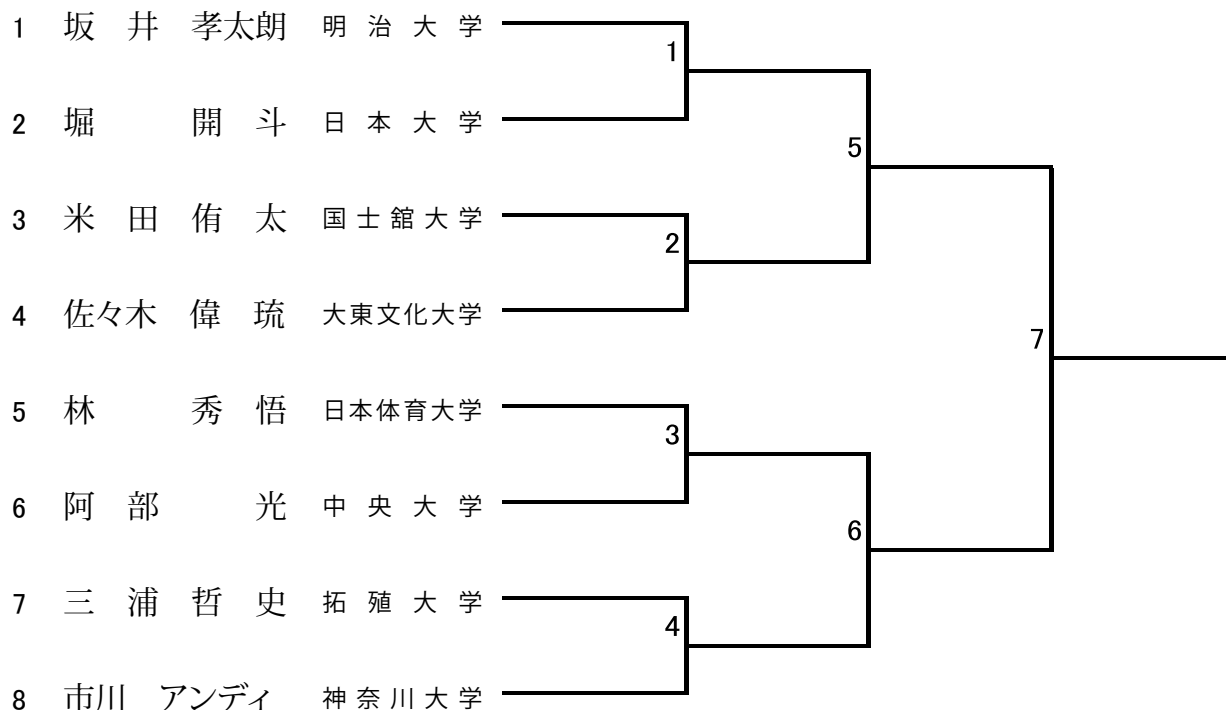 1 坂井 孝太朗 明治大学
1
2 堀 開斗 日本大学
5
3 米田侑太 国士舘大学
2
4 佐々木 偉琉 大東文化大学
7
5 林 秀悟 日本体育大学
3
6 阿部 光 中央大学
6
7 三浦哲史 拓殖大学
4
8 市川 アンディ 神奈川大学